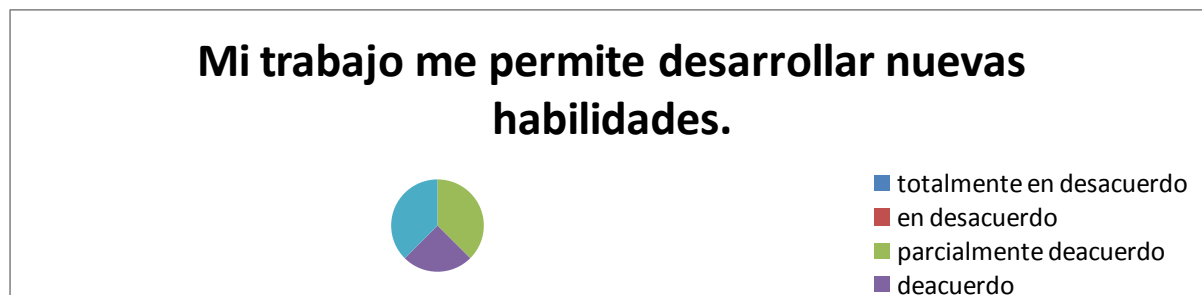 Mi trabajo me permite desarrollar nuevas
habilidades.
totalmente en desacuerdo
en desacuerdo
parcialmente deacuerdo
deacuerdo